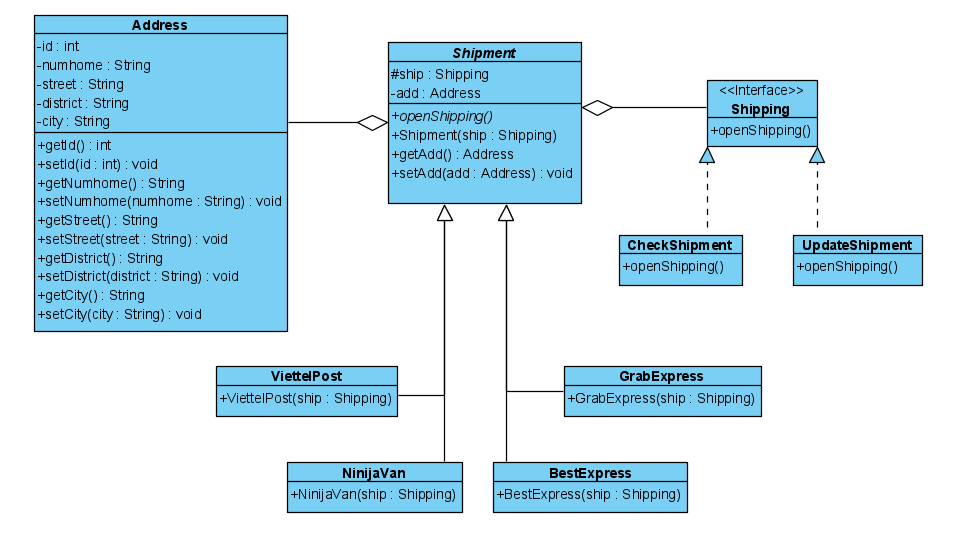 Address
-id : int
-numhome : String
-street : String
-district : String
-city : String
+getId() : int
+setId(id : int) : void
+getNumhome() : String
+setNumhome(numhome : String) : void
+getStreet() : String
+setStreet(street : String) : void
+getDistrict() : String
+setDistrict(district : String) : void
+getCity() : String
+setCity(city : String) : void
Shipment
#ship : Shipping
-add : Address
+openShipping()
+Shipment(ship : Shipping)
+getAdd() : Address
+setAdd(add : Address) : void
<<Interface>>
Shipping
+openShipping()
CheckShipment
+openShipping()
UpdateShipment
+openShipping()
ViettelPost
+ViettelPost(ship : Shipping)
GrabExpress
+GrabExpress(ship : Shipping)
NinijaVan
+NinijaVan(ship : Shipping)
BestExpress
+BestExpress(ship : Shipping)